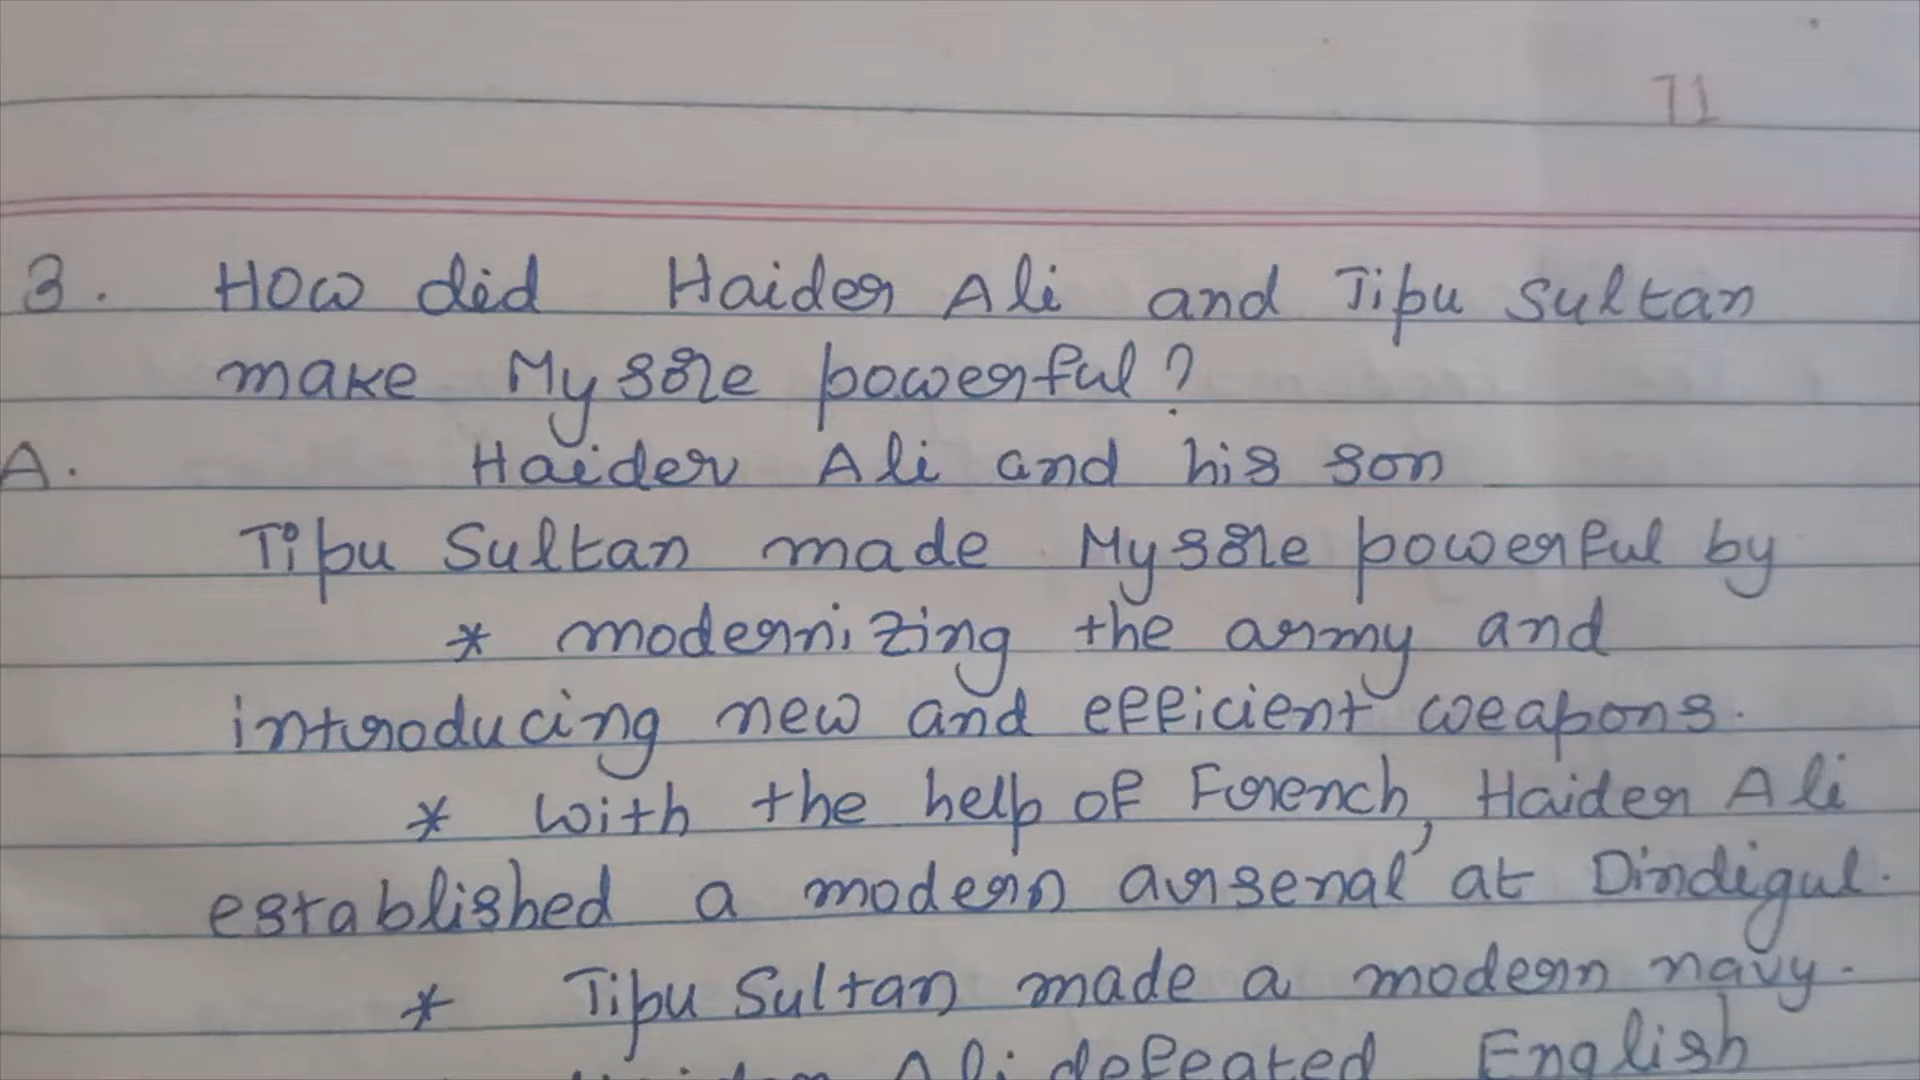 71
3. How did Haider Ali and Tipu Sultan
make Mysore powerful?
A. Haider Ali and his son
Tipu Sultan made Mysore powerful by
* modernizing the army and
introducing new and efficient weapons.
* with the help of French, Haider Ali
established a modern arsenal at Dindigul.
* Tipu Sultan made a modern navy.
Ali defeated English